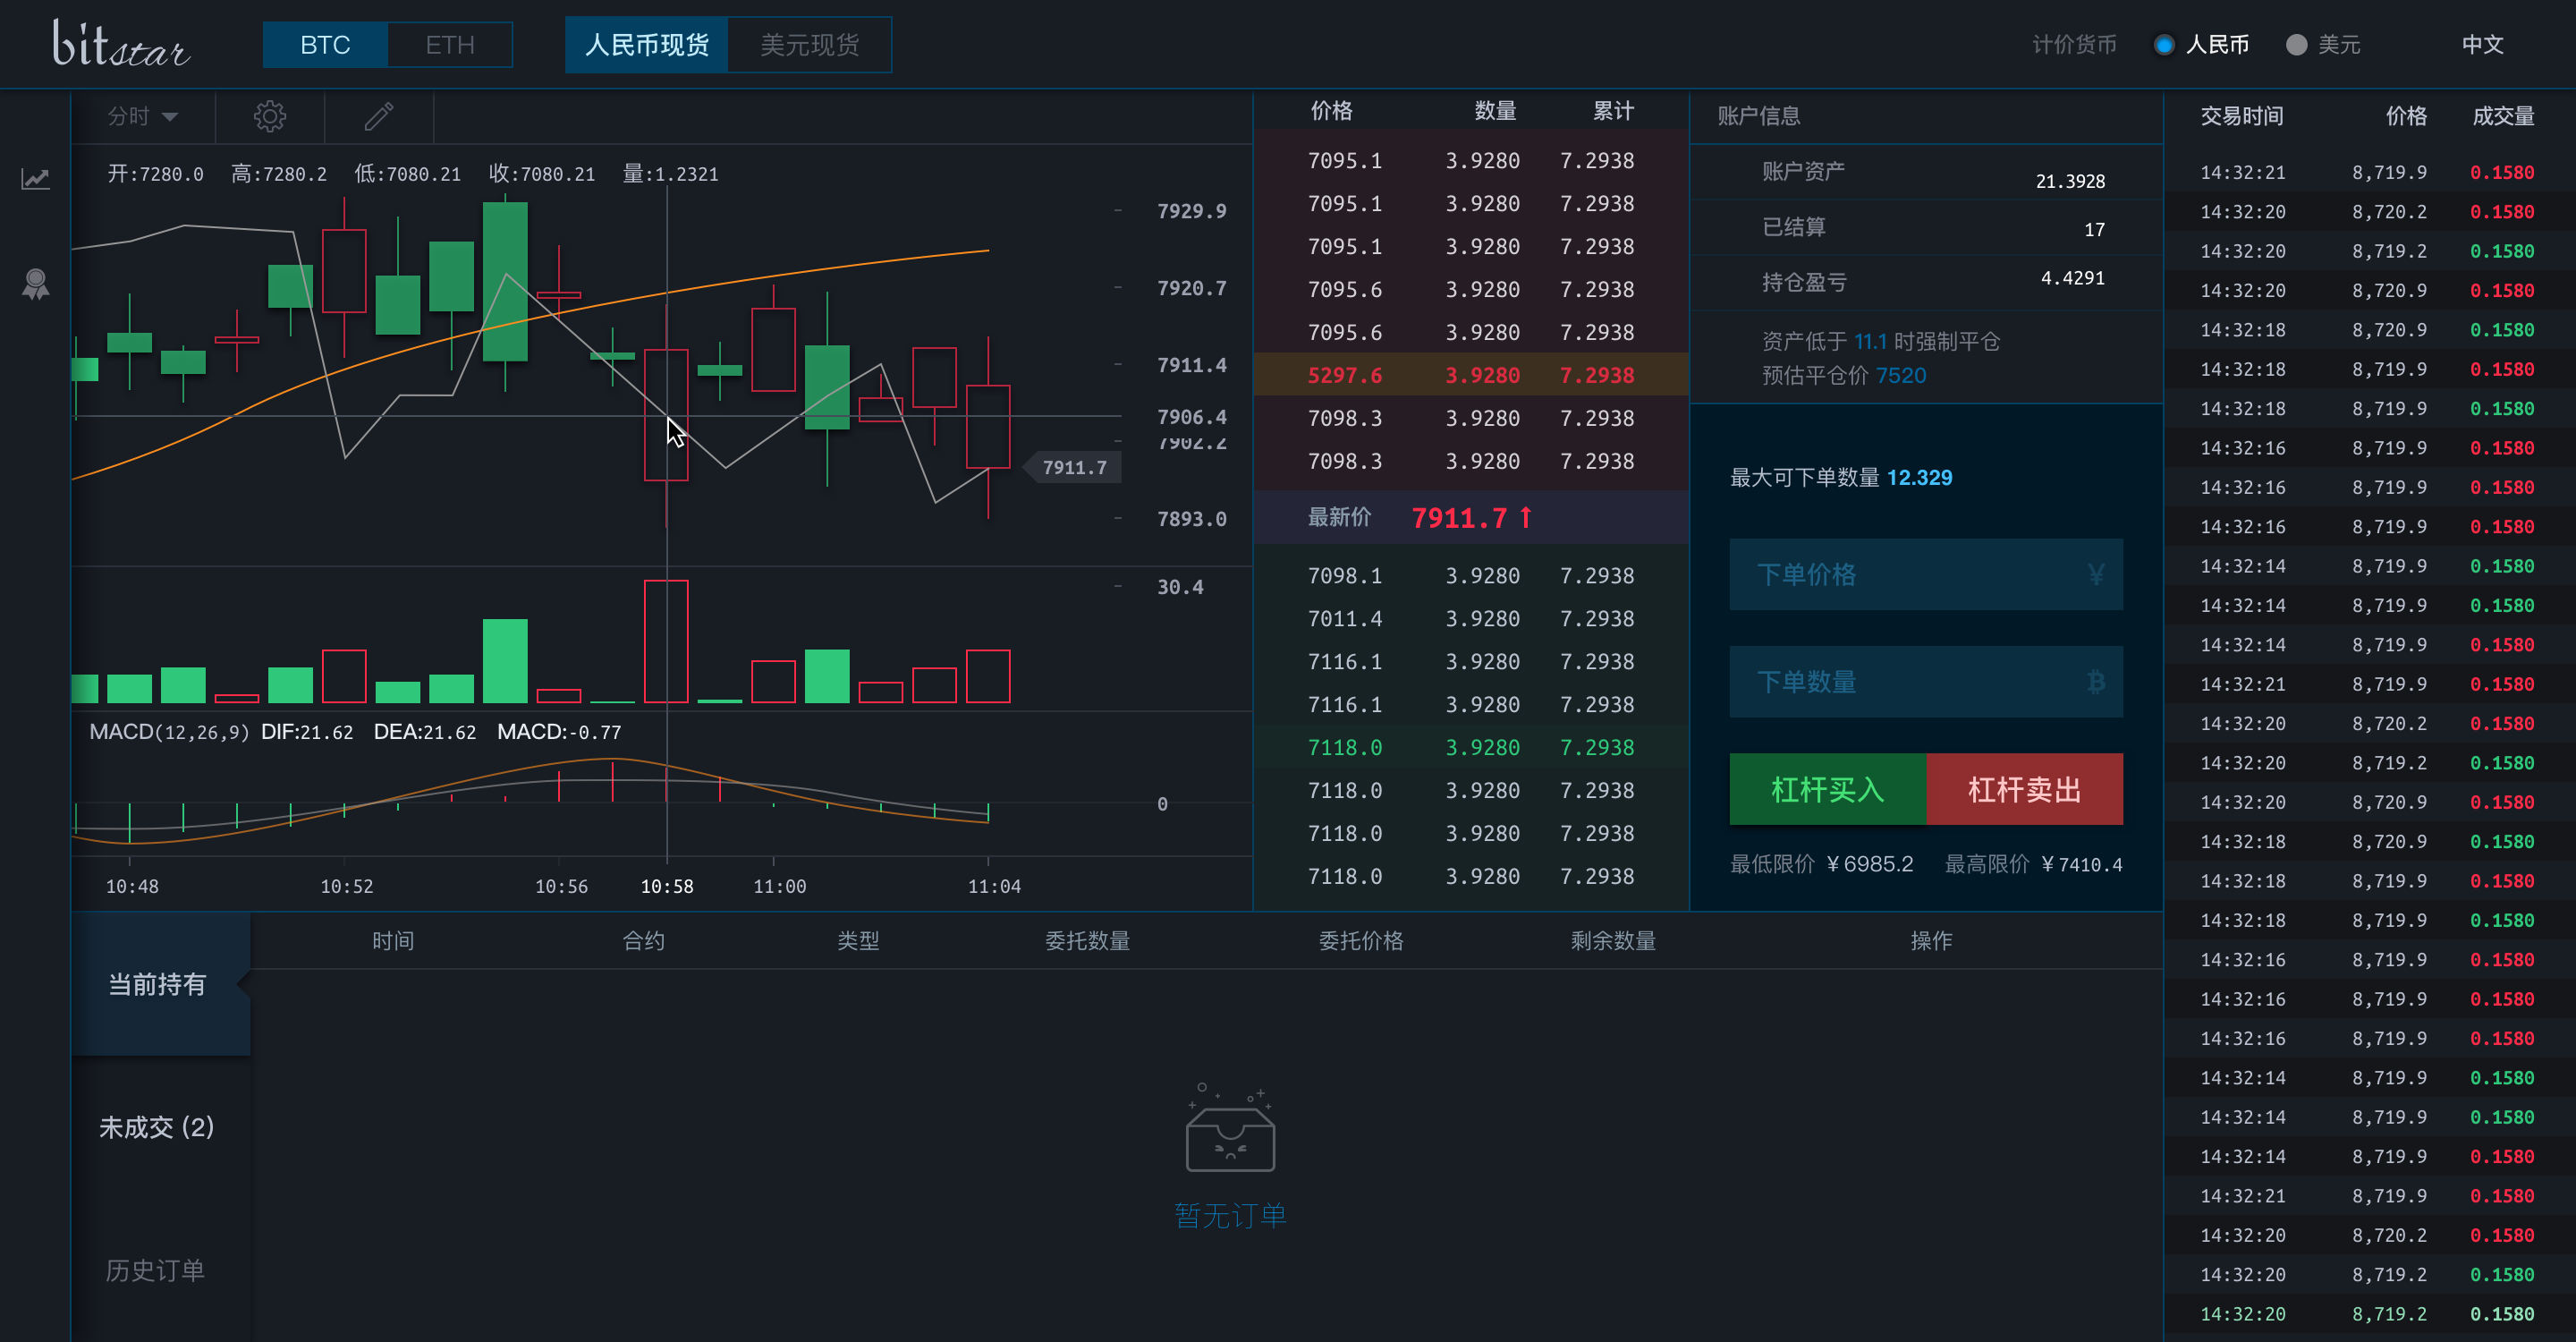 bitstar BTC ETH 人民币现货 美元现货 计价货币 人民币 美元 中文
分时
开:7280.0 高:7280.2 低:7080.21 收:7080.21 量:1.2321
7929.9
7920.7
7911.4
7906.4
7902.2
7911.7
7893.0
30.4
MACD(12,26,9) DIF:21.62 DEA:21.62 MACD:-0.77
0
10:48 10:52 10:56 10:58 11:00 11:04
价格 数量 累计
7095.1 3.9280 7.2938
7095.1 3.9280 7.2938
7095.1 3.9280 7.2938
7095.6 3.9280 7.2938
7095.6 3.9280 7.2938
5297.6 3.9280 7.2938
7098.3 3.9280 7.2938
7098.3 3.9280 7.2938
最新价 7911.7 ↑
7098.1 3.9280 7.2938
7011.4 3.9280 7.2938
7116.1 3.9280 7.2938
7116.1 3.9280 7.2938
7118.0 3.9280 7.2938
7118.0 3.9280 7.2938
7118.0 3.9280 7.2938
7118.0 3.9280 7.2938
账户信息
账户资产 21.3928
已结算 17
持仓盈亏 4.4291
资产低于 11.1 时强制平仓
预估平仓价 7520
最大可下单数量 12.329
下单价格 ¥
下单数量 ₿
杠杆买入 杠杆卖出
最低限价 ¥6985.2 最高限价 ¥7410.4
交易时间 价格 成交量
14:32:21 8,719.9 0.1580
14:32:20 8,720.2 0.1580
14:32:20 8,719.2 0.1580
14:32:20 8,720.9 0.1580
14:32:18 8,720.9 0.1580
14:32:18 8,719.9 0.1580
14:32:18 8,719.9 0.1580
14:32:16 8,719.9 0.1580
14:32:16 8,719.9 0.1580
14:32:16 8,719.9 0.1580
14:32:14 8,719.9 0.1580
14:32:14 8,719.9 0.1580
14:32:14 8,719.9 0.1580
14:32:21 8,719.9 0.1580
14:32:20 8,720.2 0.1580
14:32:20 8,719.2 0.1580
14:32:20 8,720.9 0.1580
14:32:18 8,720.9 0.1580
14:32:18 8,719.9 0.1580
14:32:18 8,719.9 0.1580
14:32:16 8,719.9 0.1580
14:32:16 8,719.9 0.1580
14:32:16 8,719.9 0.1580
14:32:14 8,719.9 0.1580
14:32:14 8,719.9 0.1580
14:32:14 8,719.9 0.1580
14:32:21 8,719.9 0.1580
14:32:20 8,720.2 0.1580
14:32:20 8,719.2 0.1580
14:32:20 8,719.2 0.1580
当前持有
未成交 (2)
历史订单
时间 合约 类型 委托数量 委托价格 剩余数量 操作
暂无订单